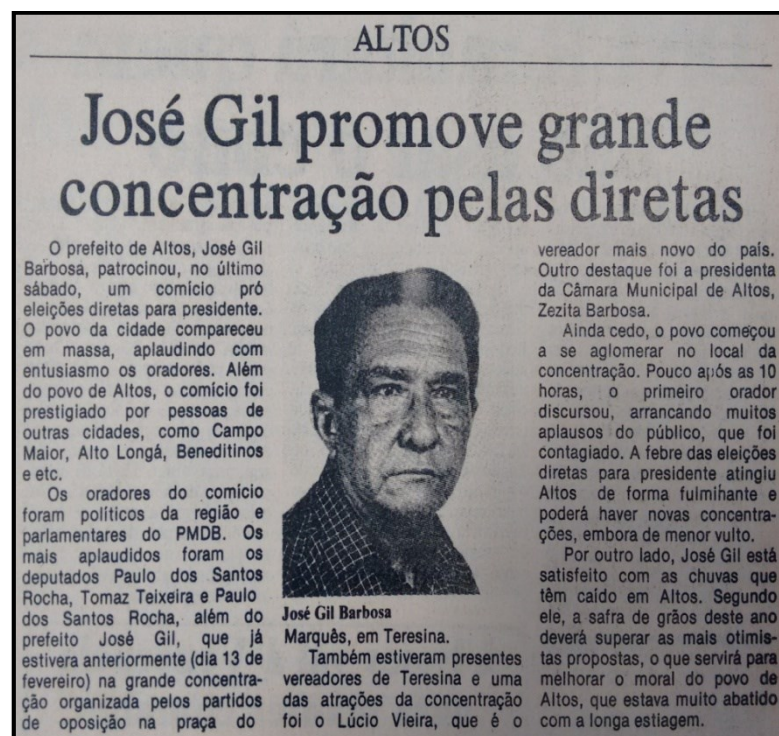 ALTOS
José Gil promove grande
concentração pelas diretas
O prefeito de Altos, José Gil
Barbosa, patrocinou, no último
sábado, um comício pró
eleições diretas para presidente.
O povo da cidade compareceu
em massa, aplaudindo com
entusiasmo os oradores. Além
do povo de Altos, o comício foi
prestigiado por pessoas de
outras cidades, como Campo
Maior, Alto Longá, Beneditinos
e etc.
Os oradores do comício
foram políticos da região e
parlamentares do PMDB. Os
mais aplaudidos foram os
deputados Paulo dos Santos
Rocha, Tomaz Teixeira e Paulo
dos Santos Rocha, além do
prefeito José Gil, que já
estivera anteriormente (dia 13 de
fevereiro) na grande concentra-
ção organizada pelos partidos
de oposição na praça do
José Gil Barbosa
Marquês, em Teresina.
Também estiveram presentes
vereadores de Teresina e uma
das atrações da concentração
foi o Lúcio Vieira, que é o
vereador mais novo do país.
Outro destaque foi a presidenta
da Câmara Municipal de Altos,
Zezita Barbosa.
Ainda cedo, o povo começou
a se aglomerar no local da
concentração. Pouco após as 10
horas, o primeiro orador
discursou, arrancando muitos
aplausos do público, que foi
contagiado. A febre das eleições
diretas para presidente atingiu
Altos de forma fulminante e
poderá haver novas concentra-
ções, embora de menor vulto.
Por outro lado, José Gil está
satisfeito com as chuvas que
têm caído em Altos. Segundo
ele, a safra de grãos deste ano
deverá superar as mais otimis-
tas propostas, o que servirá para
melhorar o moral do povo de
Altos, que estava muito abatido
com a longa estiagem.